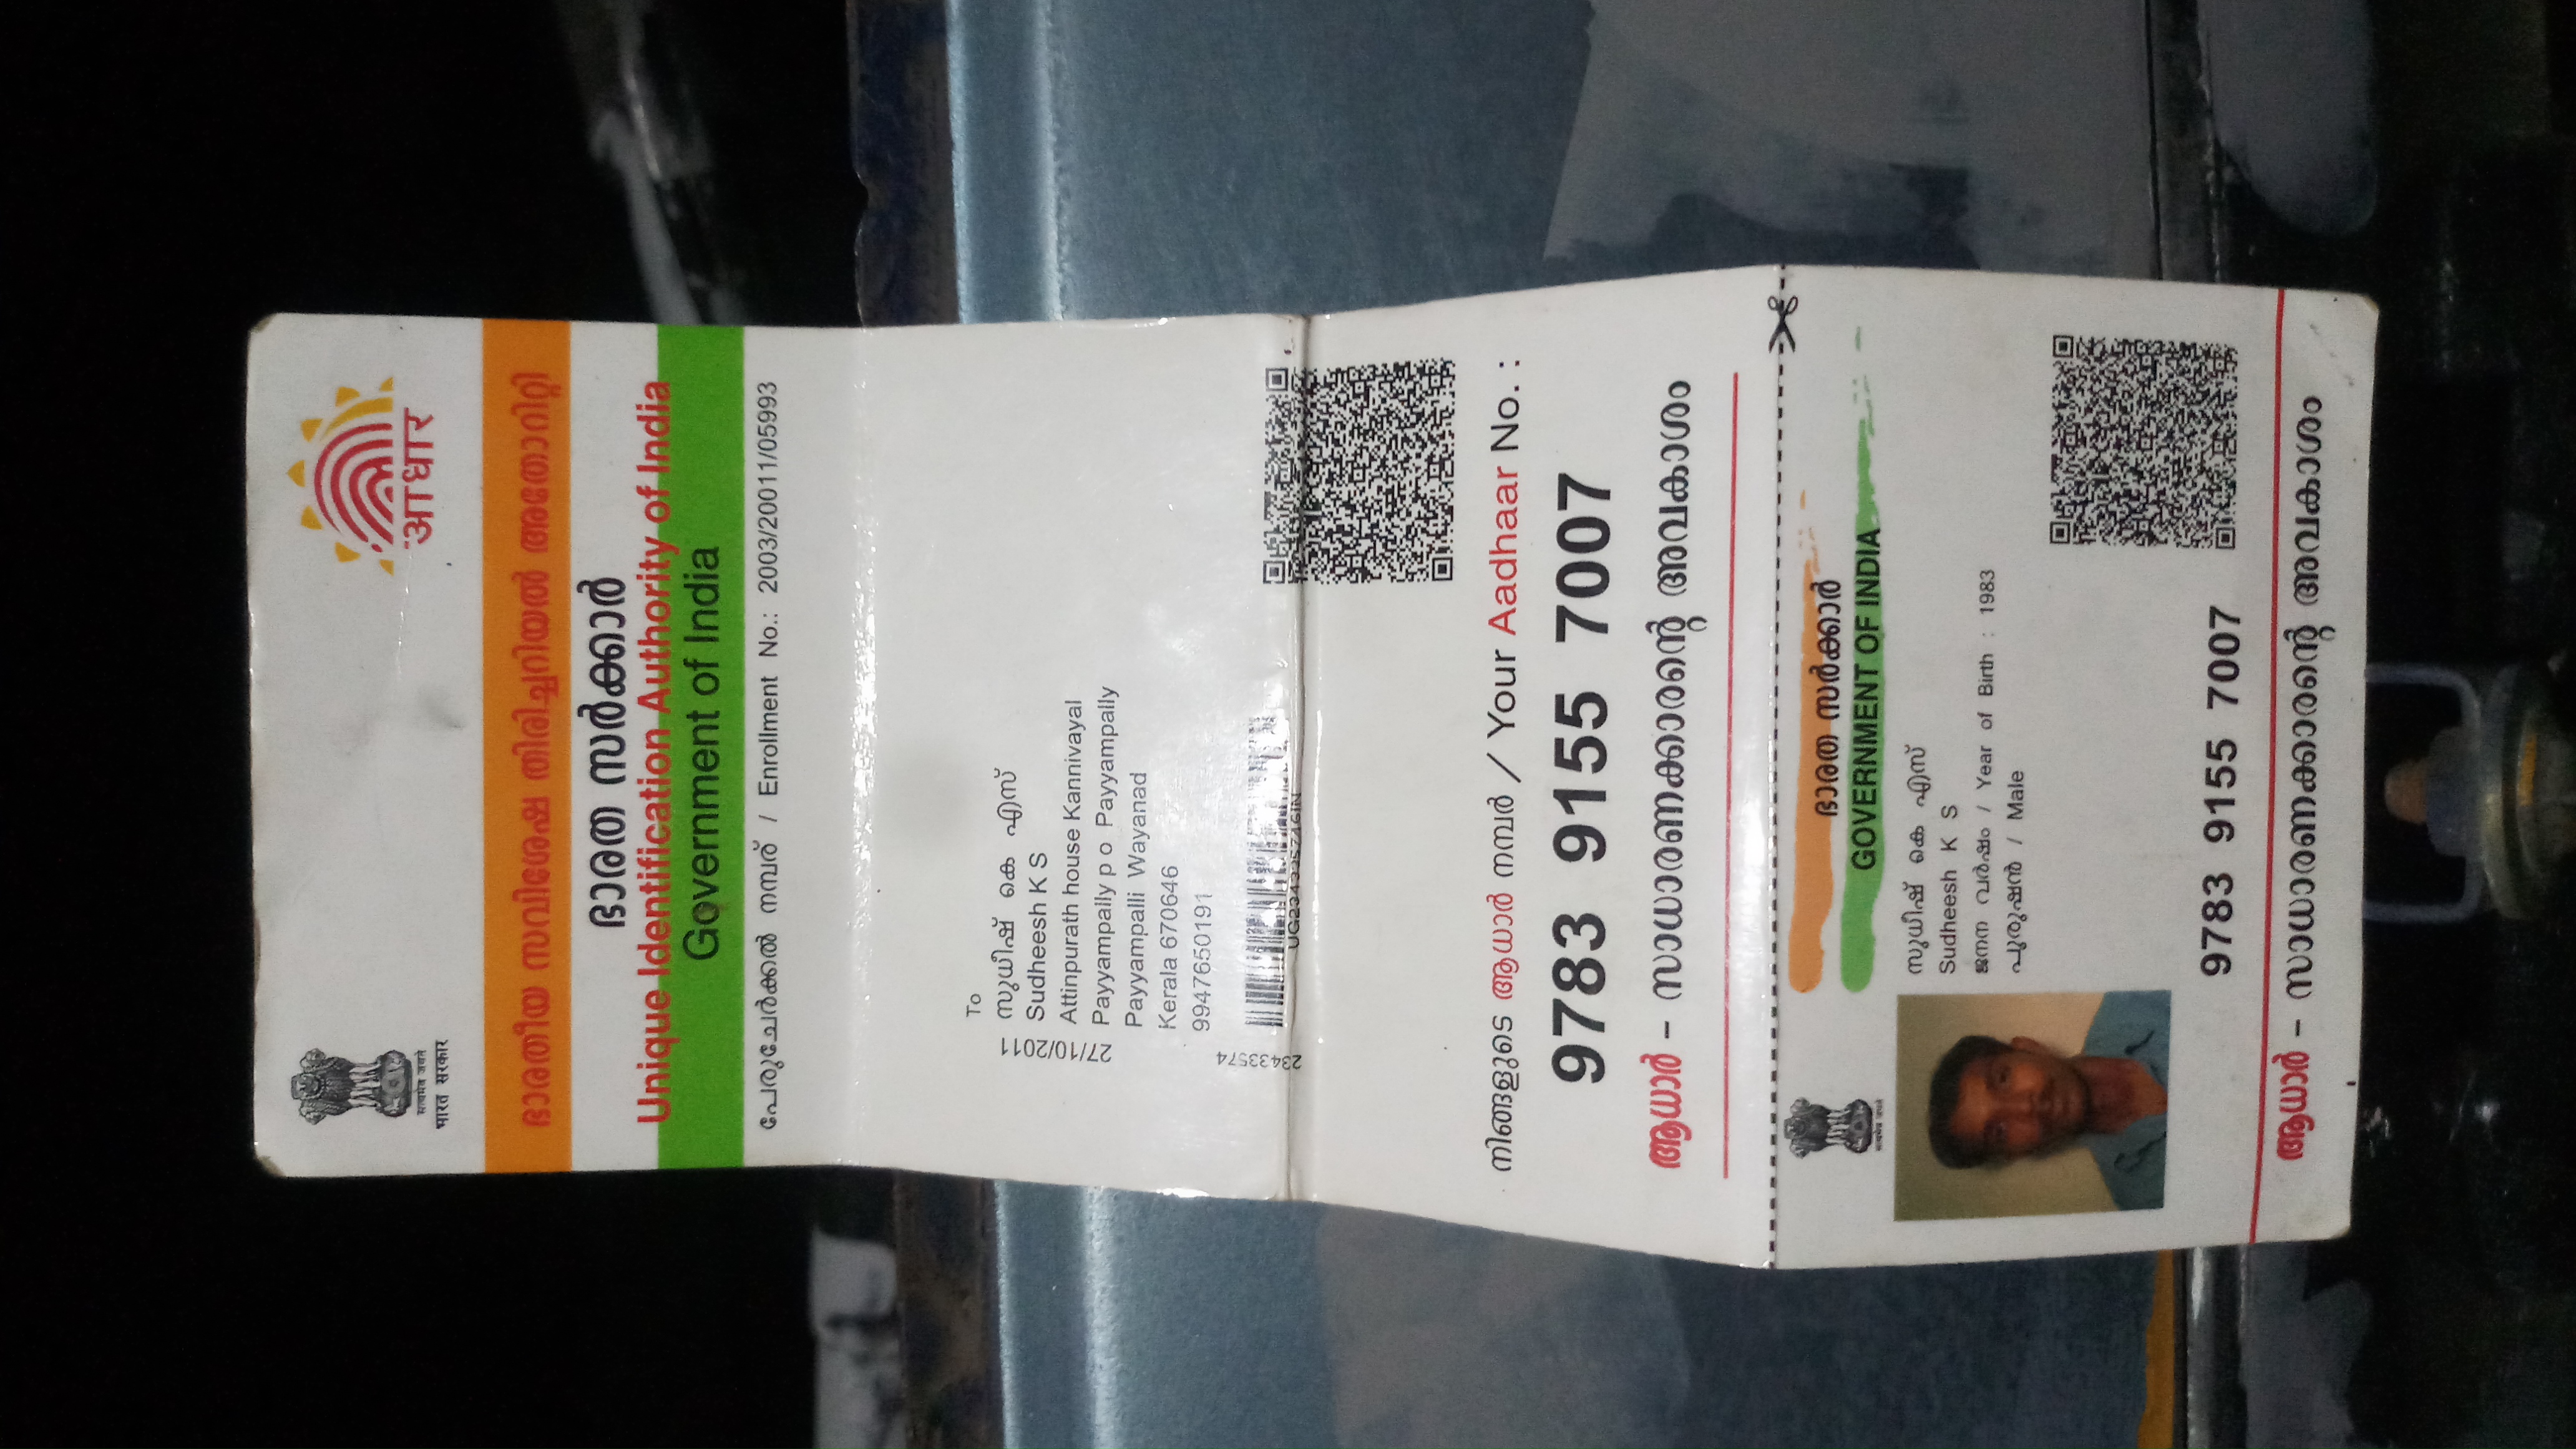 सत्यमेव जयते
भारत सरकार
आधार
ഭാരതീയ സവിശേഷ തിരിച്ചറിയൽ അതോറിറ്റി
ഭാരത സർക്കാർ
Unique Identification Authority of India
Government of India
പേരുചേർക്കൽ നമ്പര് / Enrollment No.: 2003/20011/05993
To
സുധീഷ് കെ എസ്
Sudheesh K S
Attinpurath house Kannivayal
Payyampally p o Payyampally
Payyampalli Wayanad
Kerala 670646
9947650191
27/10/2011
23433574
നിങ്ങളുടെ ആധാർ നമ്പർ / Your Aadhaar No. :
9783 9155 7007
ആധാർ - സാധാരണക്കാരന്റെ അവകാശം
सत्यमेव जयते
ഭാരത സർക്കാർ
GOVERNMENT OF INDIA
സുധീഷ് കെ എസ്
Sudheesh K S
ജനന വർഷം / Year of Birth : 1983
പുരുഷൻ / Male
9783 9155 7007
ആധാർ - സാധാരണക്കാരന്റെ അവകാശം